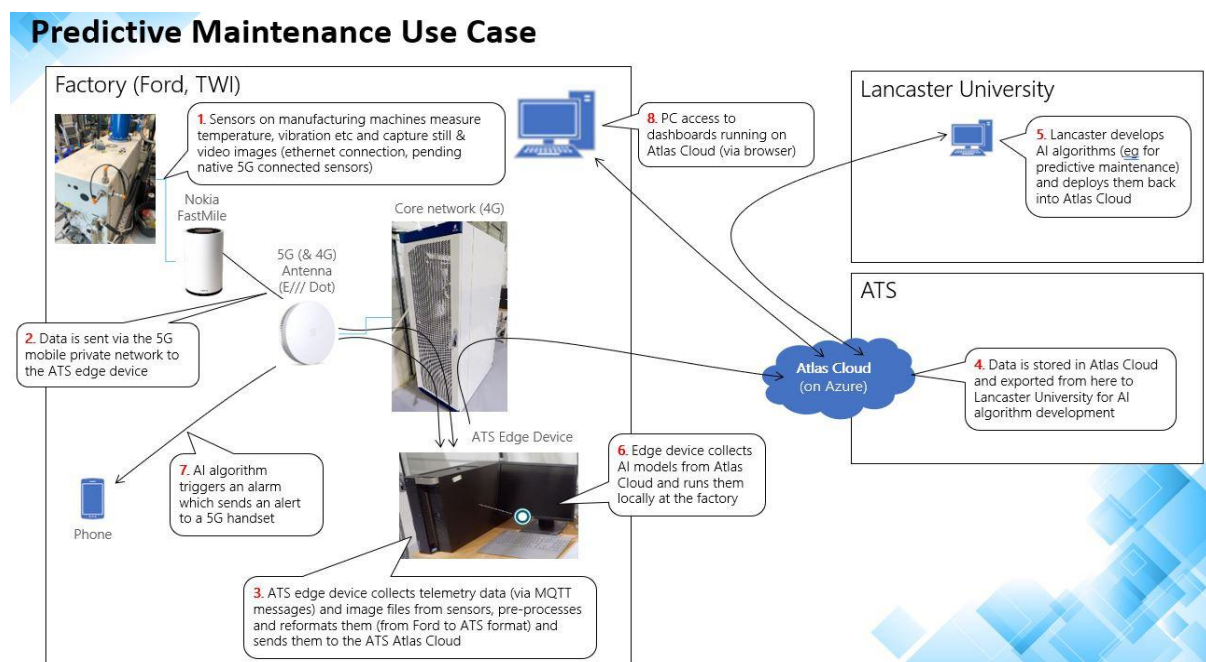 Predictive Maintenance Use Case
Factory (Ford, TWI)
1. Sensors on manufacturing machines measure
temperature, vibration etc and capture still &
video images (ethernet connection, pending
native 5G connected sensors)
Nokia
FastMile
5G (& 4G)
Antenna
(E/// Dot)
Core network (4G)
2. Data is sent via the 5G
mobile private network to
the ATS edge device
7. AI algorithm
triggers an alarm
which sends an alert
to a 5G handset
Phone
ATS Edge Device
3. ATS edge device collects telemetry data (via MQTT
messages) and image files from sensors, pre-processes
and reformats them (from Ford to ATS format) and
sends them to the ATS Atlas Cloud
8. PC access to
dashboards running on
Atlas Cloud (via browser)
6. Edge device collects
AI models from Atlas
Cloud and runs them
locally at the factory
Lancaster University
5. Lancaster develops
AI algorithms (eg for
predictive maintenance)
and deploys them back
into Atlas Cloud
ATS
Atlas Cloud
(on Azure)
4. Data is stored in Atlas Cloud
and exported from here to
Lancaster University for AI
algorithm development